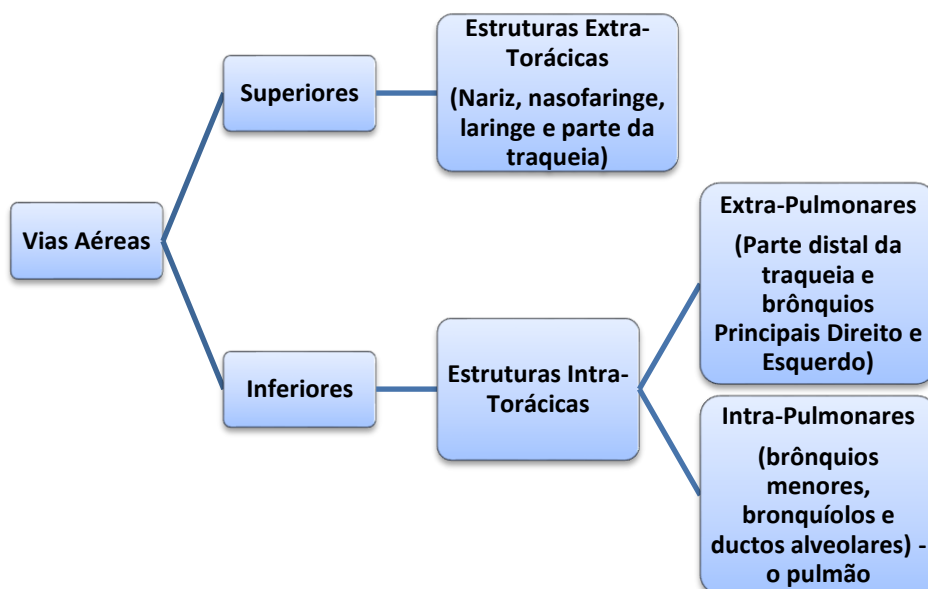 Vias Aéreas
Superiores
Estruturas Extra-
Torácicas
(Nariz, nasofaringe,
laringe e parte da
traqueia)
Inferiores
Estruturas Intra-
Torácicas
Extra-Pulmonares
(Parte distal da
traqueia e
brônquios
Principais Direito e
Esquerdo)
Intra-Pulmonares
(brônquios
menores,
bronquíolos e
ductos alveolares) -
o pulmão